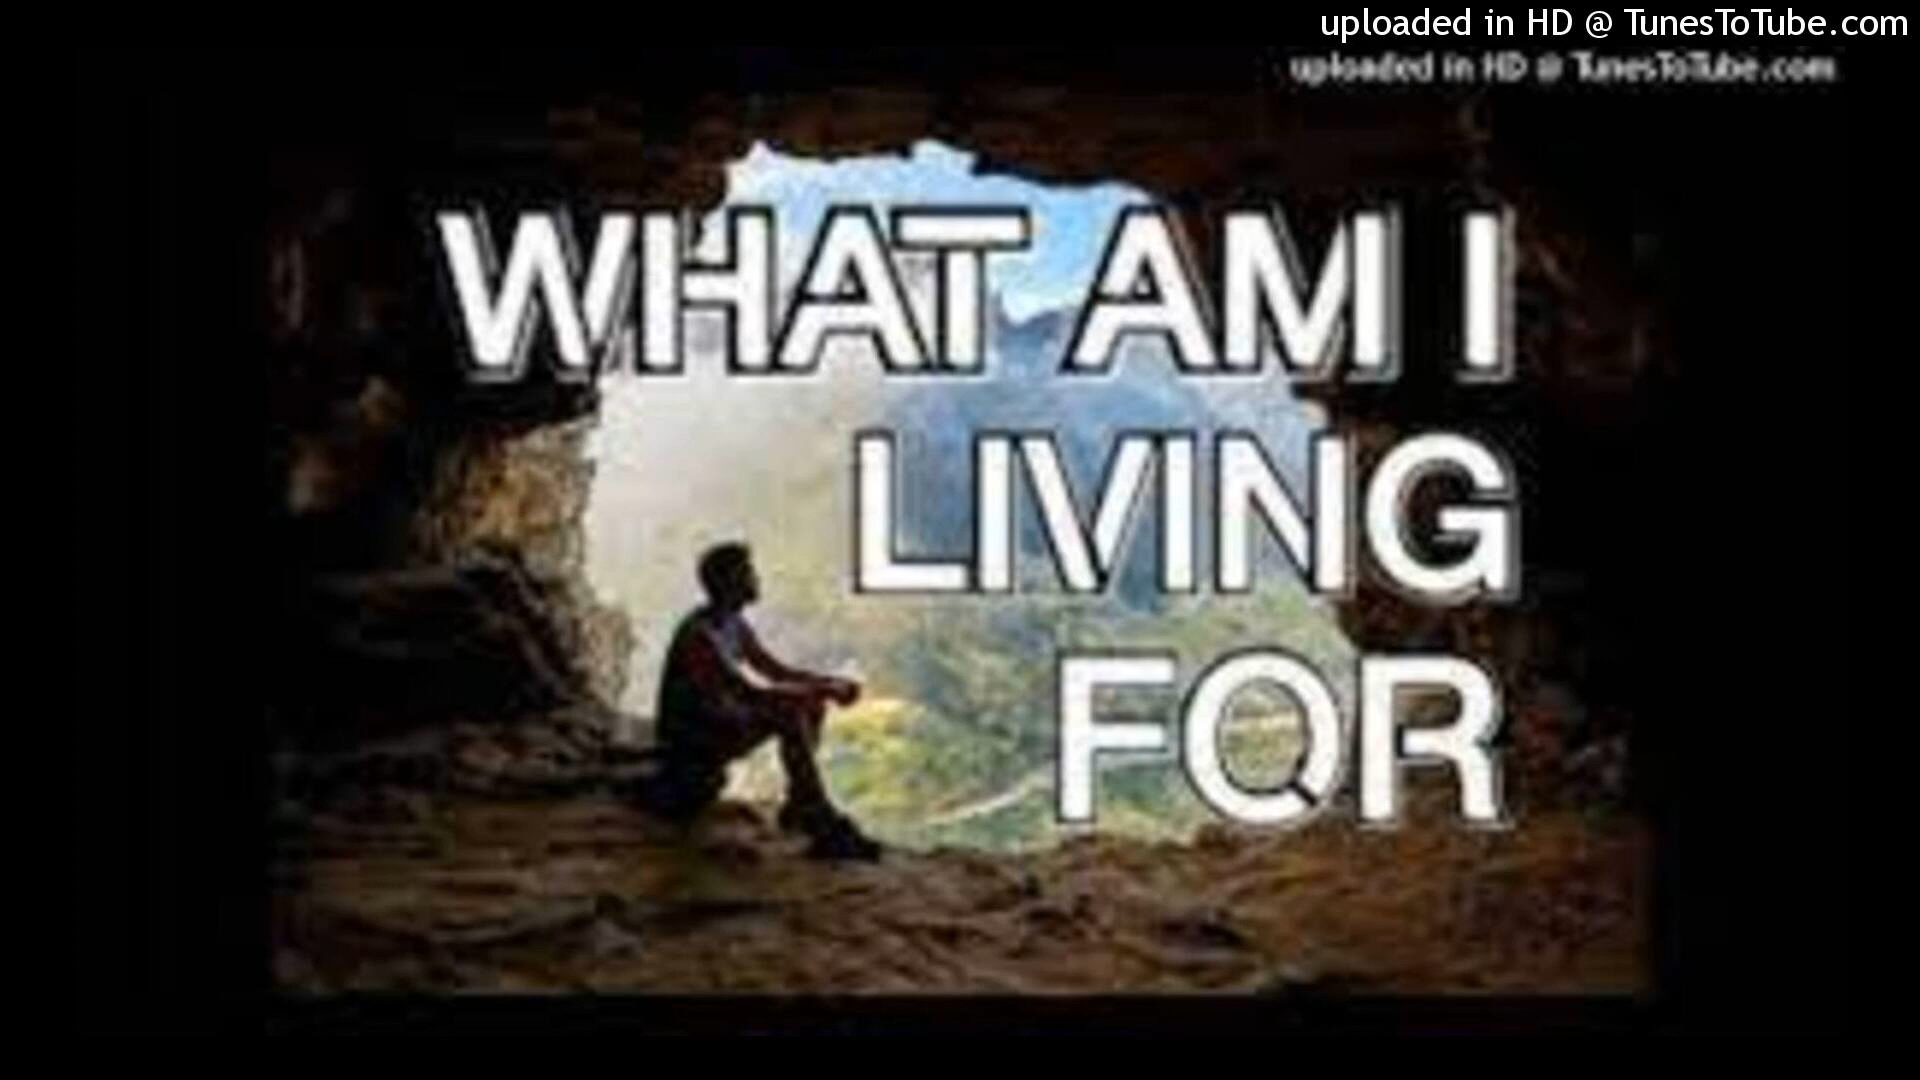 uploaded in HD @ TunesToTube.com
uploaded in HD @ TunesToTube.com
WHAT AM I
LIVING
FOR